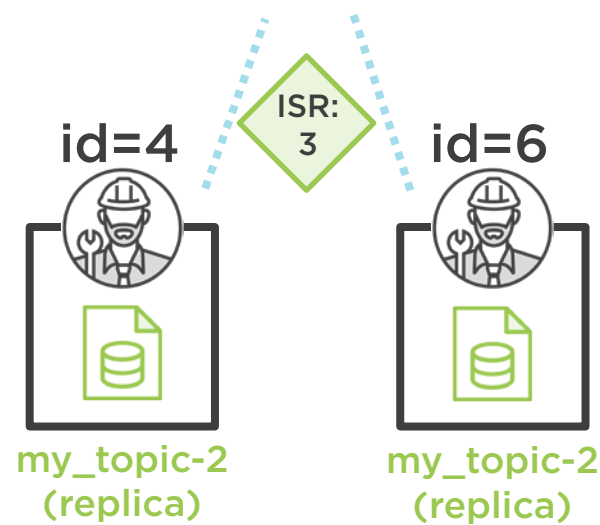 ISR:
3
id=4
id=6
my_topic-2
(replica)
my_topic-2
(replica)